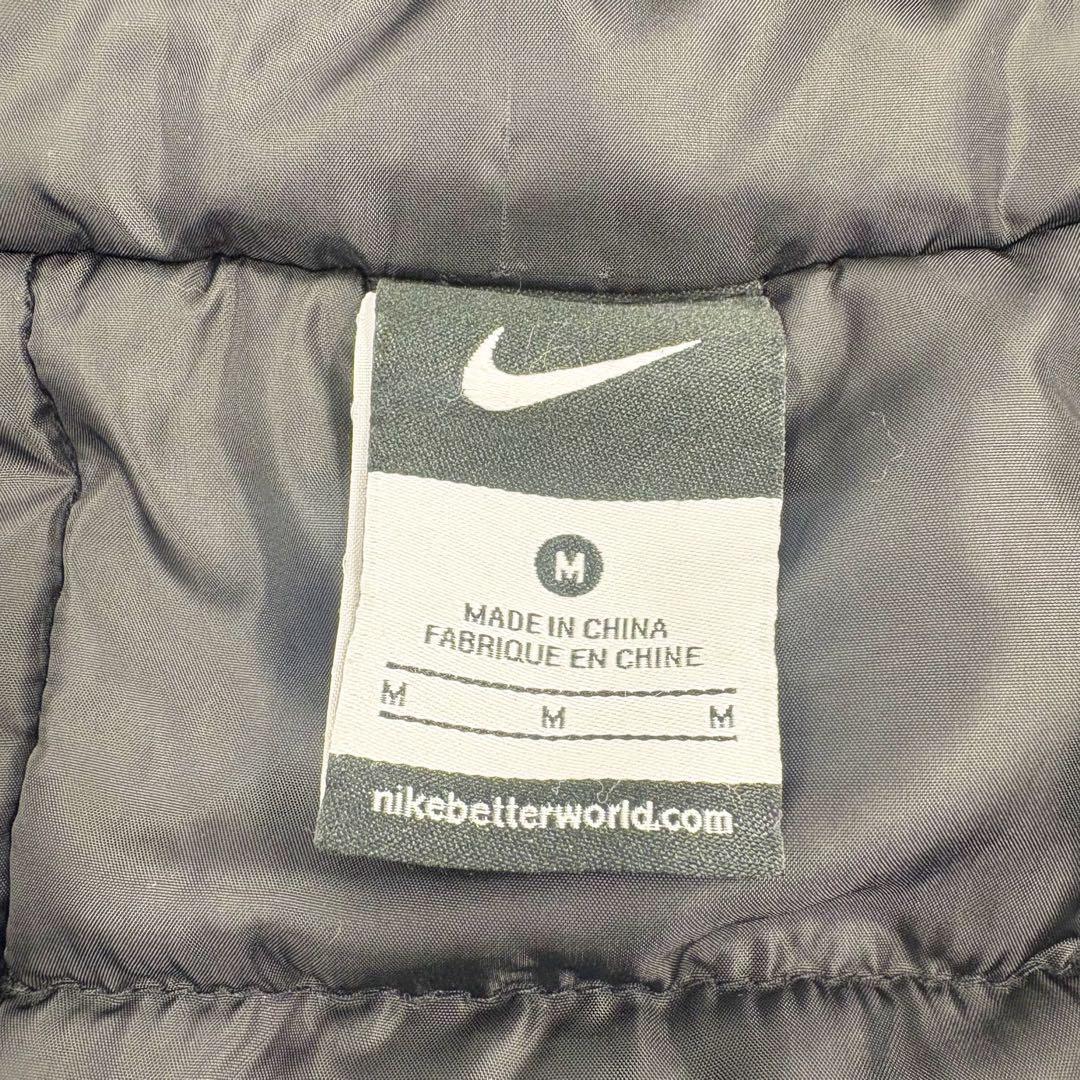 M
MADE IN CHINA
FABRIQUE EN CHINE
M M M
nikebetterworld.com